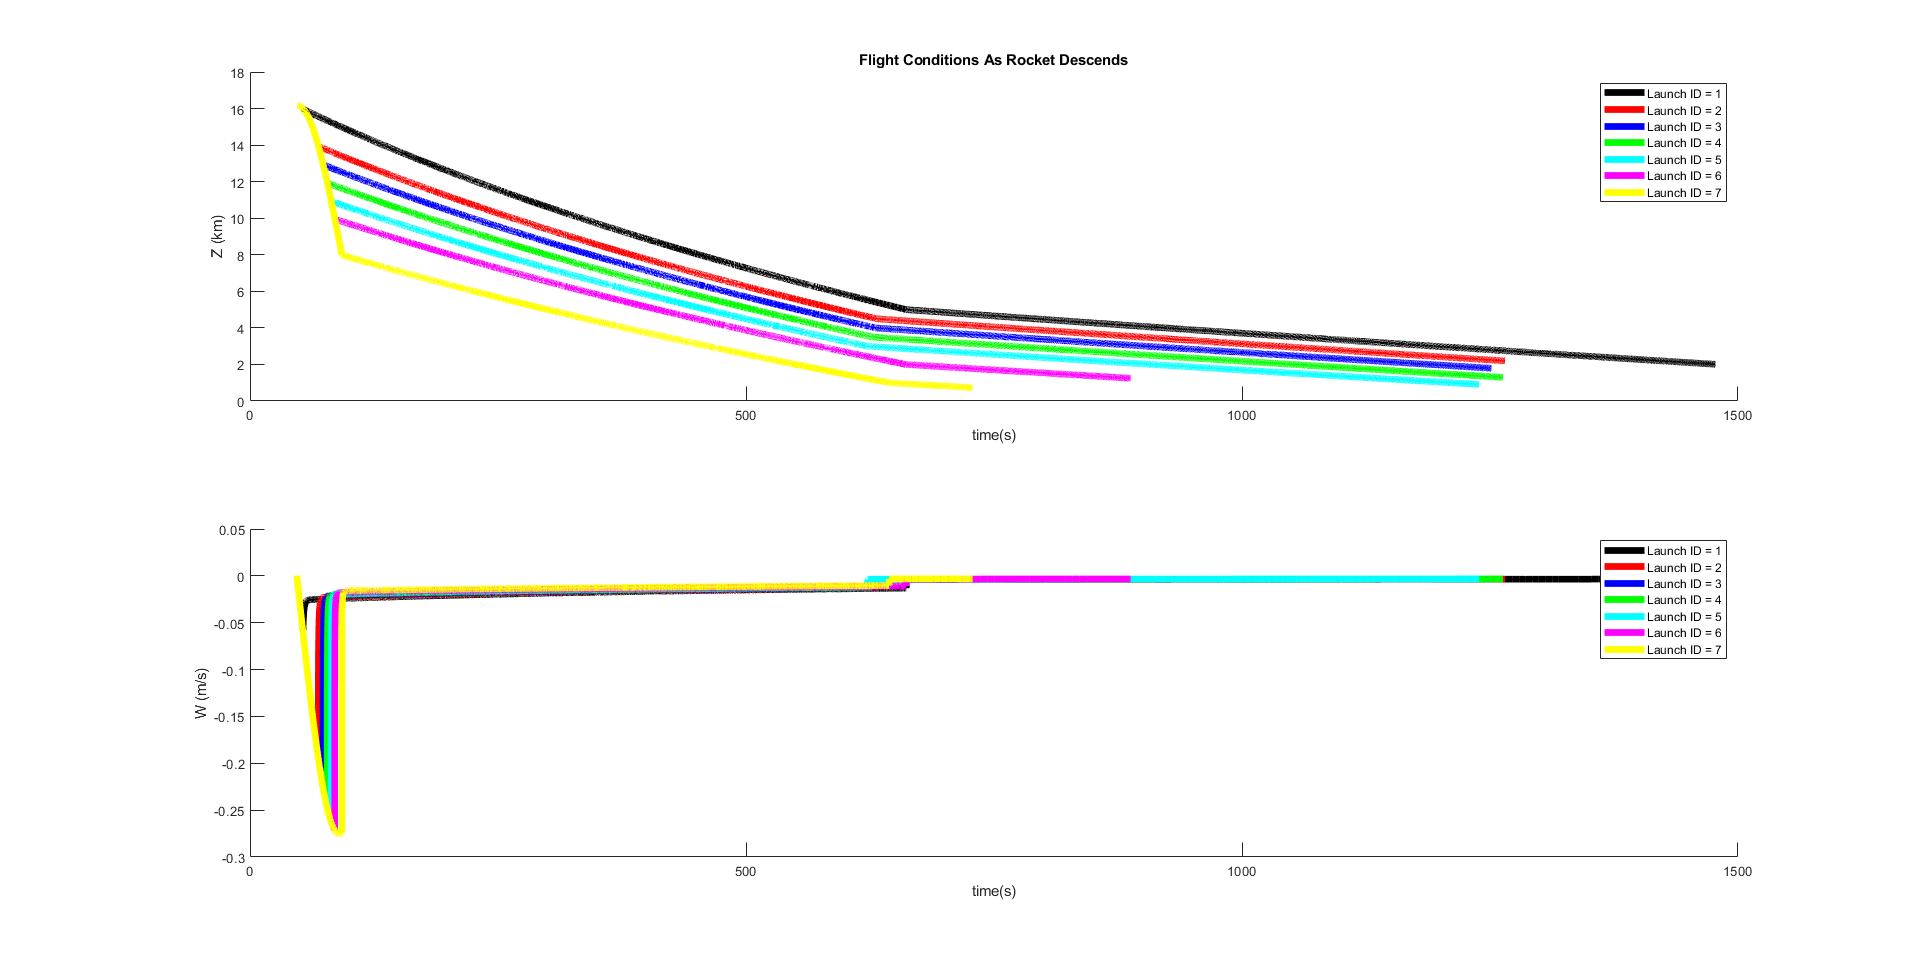 Flight Conditions As Rocket Descends
18
16
14
12
10
8
6
4
2
0
Z (km)
0
500
1000
1500
time(s)
Launch ID = 1
Launch ID = 2
Launch ID = 3
Launch ID = 4
Launch ID = 5
Launch ID = 6
Launch ID = 7
0.05
0
-0.05
-0.1
-0.15
-0.2
-0.25
-0.3
W (m/s)
0
500
1000
1500
time(s)
Launch ID = 1
Launch ID = 2
Launch ID = 3
Launch ID = 4
Launch ID = 5
Launch ID = 6
Launch ID = 7